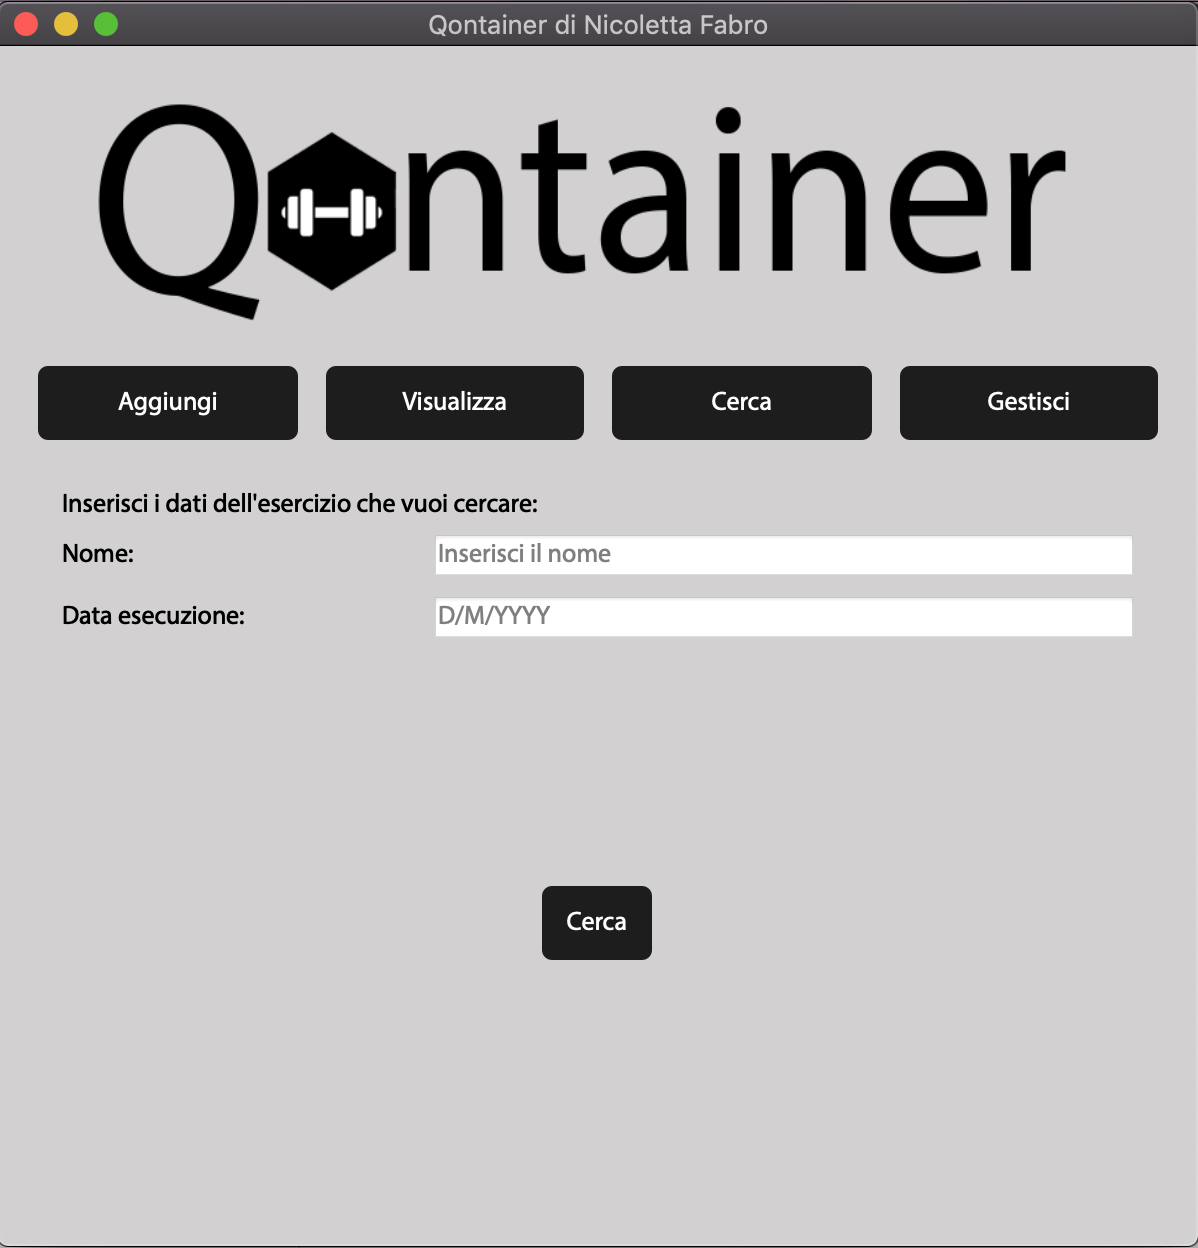 Qontainer di Nicoletta Fabro
Qontainer
Aggiungi Visualizza Cerca Gestisci
Inserisci i dati dell'esercizio che vuoi cercare:
Nome: Inserisci il nome
Data esecuzione: D/M/YYYY
Cerca